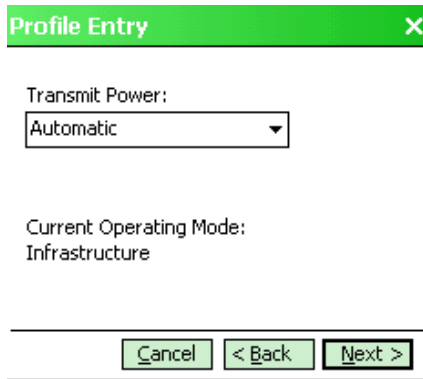 Profile Entry
Transmit Power:
Automatic
Current Operating Mode:
Infrastructure
Cancel < Back Next >